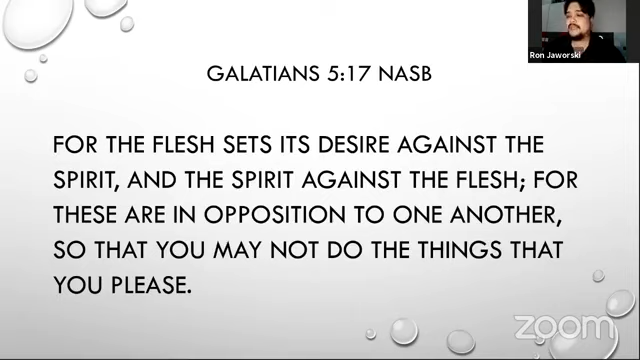 Ron Jaworski
GALATIANS 5:17 NASB
FOR THE FLESH SETS ITS DESIRE AGAINST THE
SPIRIT, AND THE SPIRIT AGAINST THE FLESH; FOR
THESE ARE IN OPPOSITION TO ONE ANOTHER,
SO THAT YOU MAY NOT DO THE THINGS THAT
YOU PLEASE.
zoom